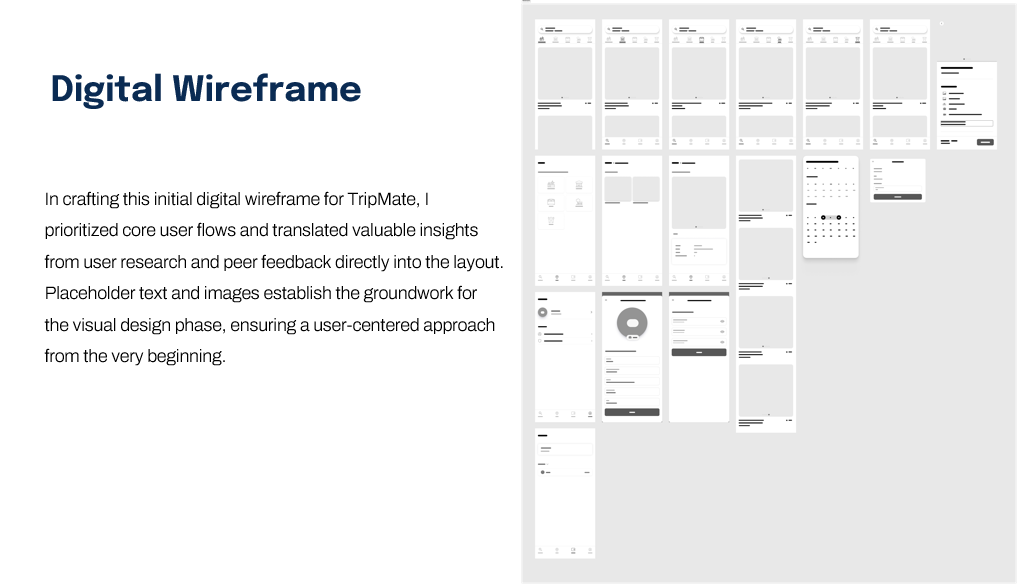 Digital Wireframe
In crafting this initial digital wireframe for TripMate, I
prioritized core user flows and translated valuable insights
from user research and peer feedback directly into the layout.
Placeholder text and images establish the groundwork for
the visual design phase, ensuring a user-centered approach
from the very beginning.